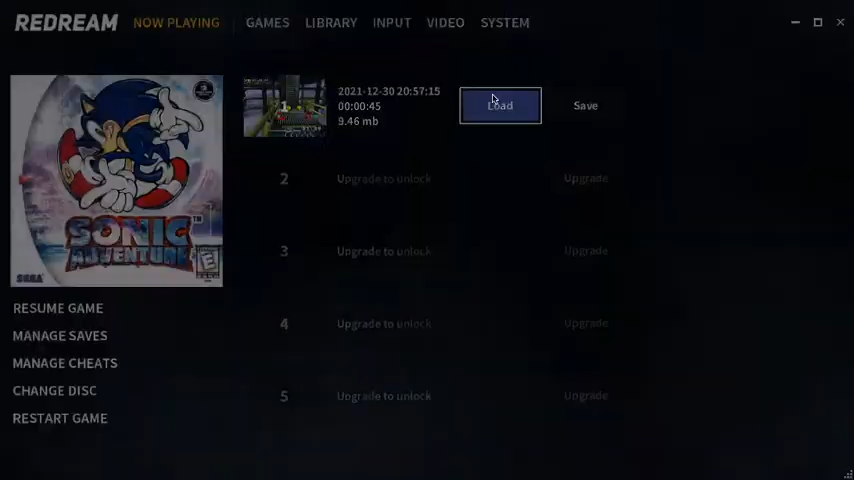 REDREAM NOW PLAYING GAMES LIBRARY INPUT VIDEO SYSTEM
1
2021-12-30 20:57:15
00:00:45
9.46 mb
Load Save
2 Upgrade to unlock Upgrade
3 Upgrade to unlock Upgrade
4 Upgrade to unlock Upgrade
5 Upgrade to unlock Upgrade
SONIC
ADVENTURE
TM
SEGA
E
RESUME GAME
MANAGE SAVES
MANAGE CHEATS
CHANGE DISC
RESTART GAME